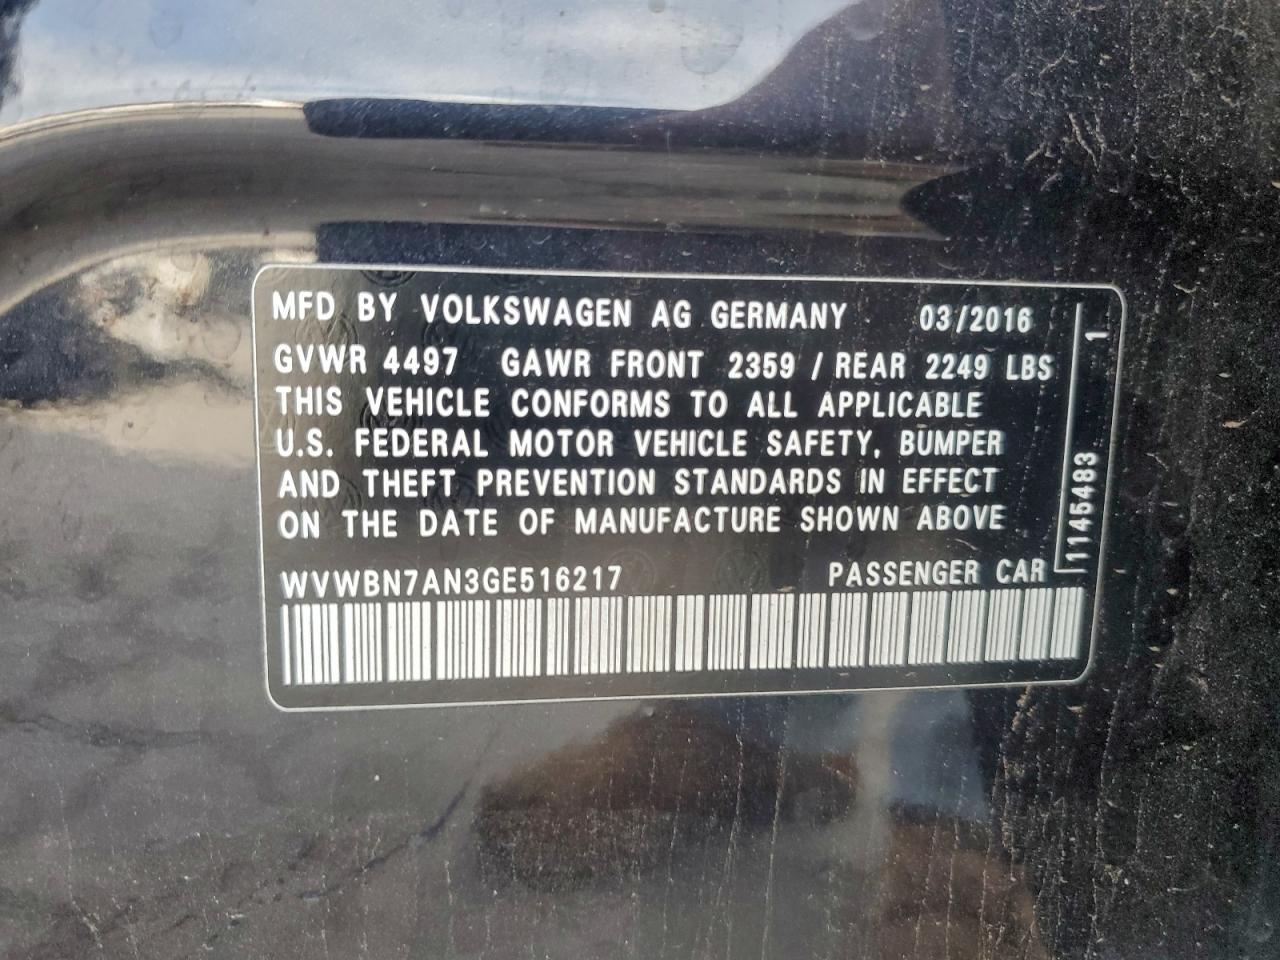 MFD BY VOLKSWAGEN AG GERMANY 03/2016
GVWR 4497 GAWR FRONT 2359 / REAR 2249 LBS
THIS VEHICLE CONFORMS TO ALL APPLICABLE
U.S. FEDERAL MOTOR VEHICLE SAFETY, BUMPER
AND THEFT PREVENTION STANDARDS IN EFFECT
ON THE DATE OF MANUFACTURE SHOWN ABOVE
WVWBN7AN3GE516217 PASSENGER CAR
1145483 1